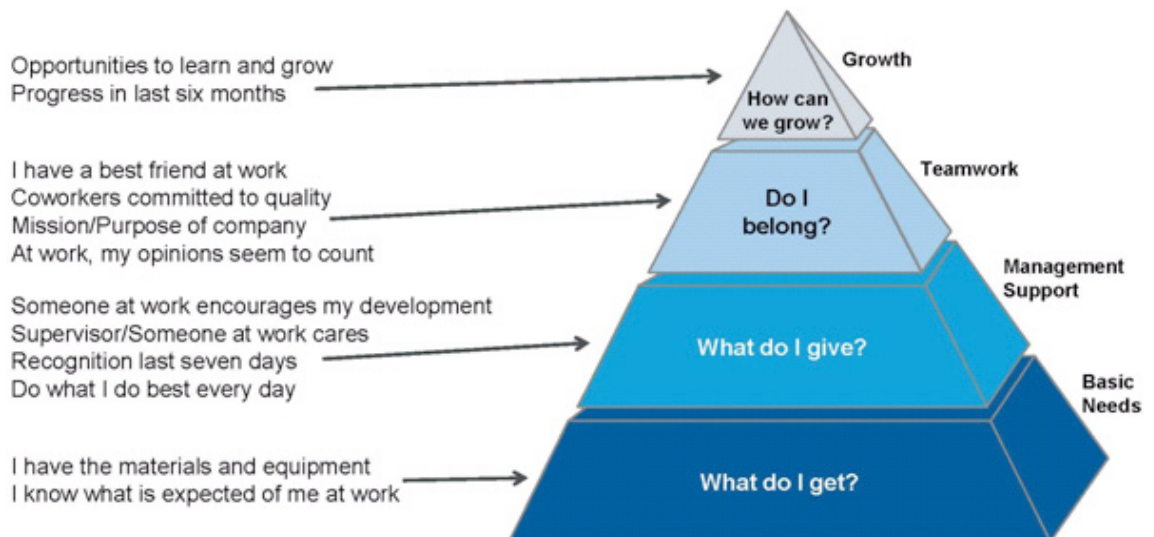 Opportunities to learn and grow
Progress in last six months
Growth
How can
we grow?
I have a best friend at work
Coworkers committed to quality
Mission/Purpose of company
At work, my opinions seem to count
Teamwork
Do I
belong?
Someone at work encourages my development
Supervisor/Someone at work cares
Recognition last seven days
Do what I do best every day
Management
Support
What do I give?
I have the materials and equipment
I know what is expected of me at work
Basic
Needs
What do I get?